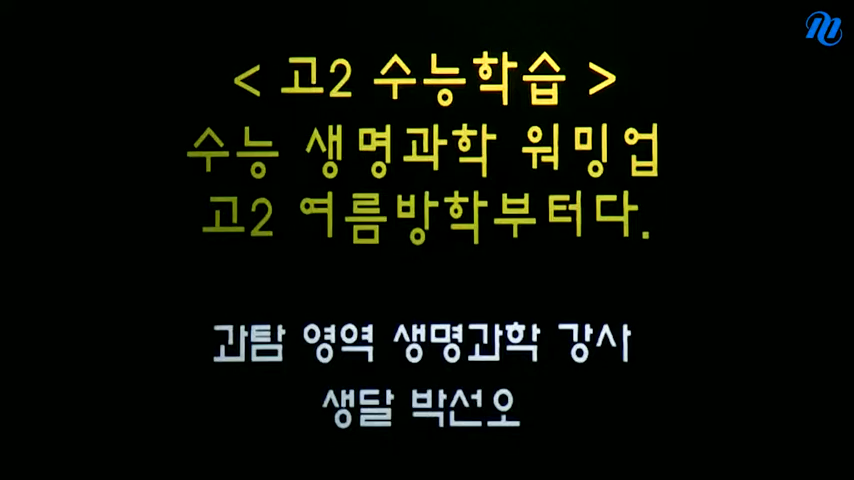 < 고2 수능학습 >
수능 생명과학 워밍업
고2 여름방학부터다.
과탐 영역 생명과학 강사
생달 박선오